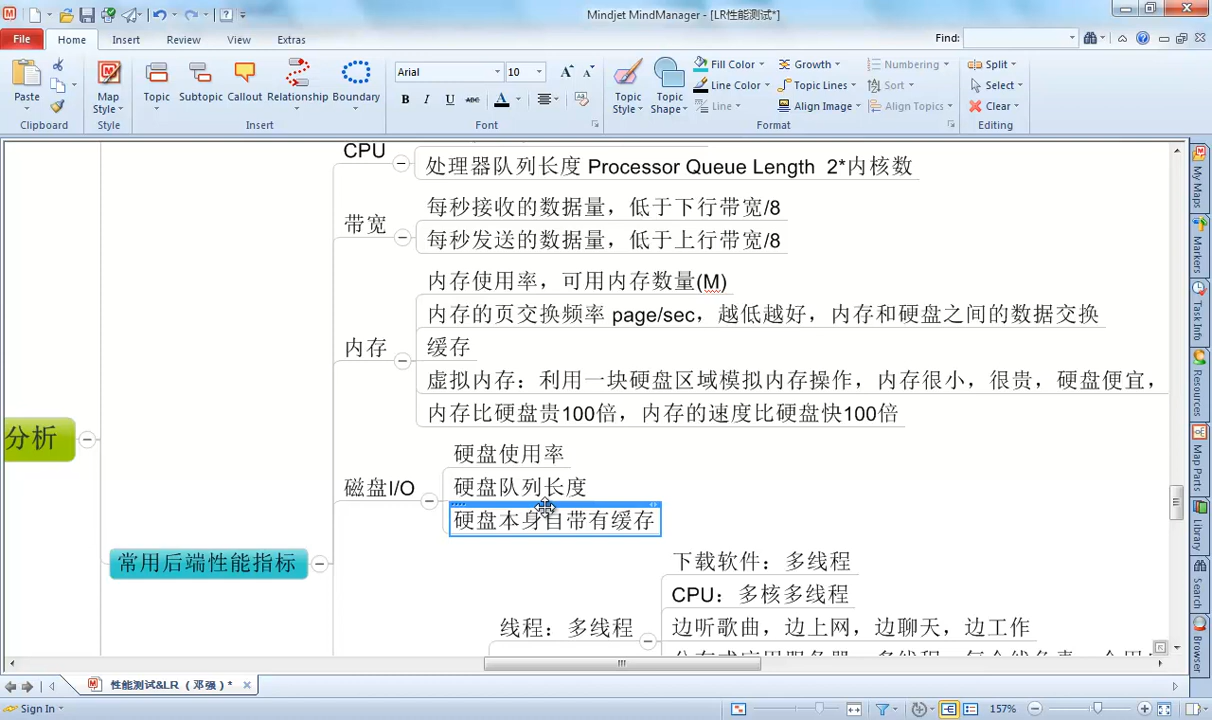 Mindjet MindManager - [LR性能测试*]
File Home Insert Review View Extras
Find:
Paste
Clipboard
Map Style
Style
Topic Subtopic Callout Relationship Boundary
Insert
Arial 10
B I U abc A
Font
Topic Style Topic Shape
Fill Color Growth Numbering
Line Color Topic Lines Sort
Line Align Image Align Topics
Format
Split
Select
Clear
Editing
CPU
处理器队列长度 Processor Queue Length 2*内核数
带宽
每秒接收的数据量，低于下行带宽/8
每秒发送的数据量，低于上行带宽/8
内存
内存使用率，可用内存数量(M)
内存的页交换频率 page/sec，越低越好，内存和硬盘之间的数据交换
缓存
虚拟内存：利用一块硬盘区域模拟内存操作，内存很小，很贵，硬盘便宜，
内存比硬盘贵100倍，内存的速度比硬盘快100倍
分析
磁盘I/O
硬盘使用率
硬盘队列长度
硬盘本身自带有缓存
常用后端性能指标
线程：多线程
下载软件：多线程
CPU：多核多线程
边听歌曲，边上网，边聊天，边工作
My Maps
Markers
Task Info
Resources
Map Parts
Library
Search
Browser
性能测试&LR （邓强）*
Sign In
157%